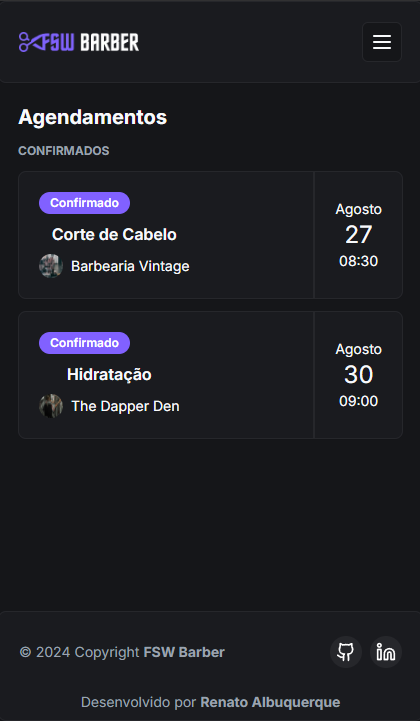 FSW BARBER
Agendamentos
CONFIRMADOS
Confirmado
Corte de Cabelo
Barbearia Vintage
Agosto
27
08:30
Confirmado
Hidratação
The Dapper Den
Agosto
30
09:00
© 2024 Copyright FSW Barber
Desenvolvido por Renato Albuquerque